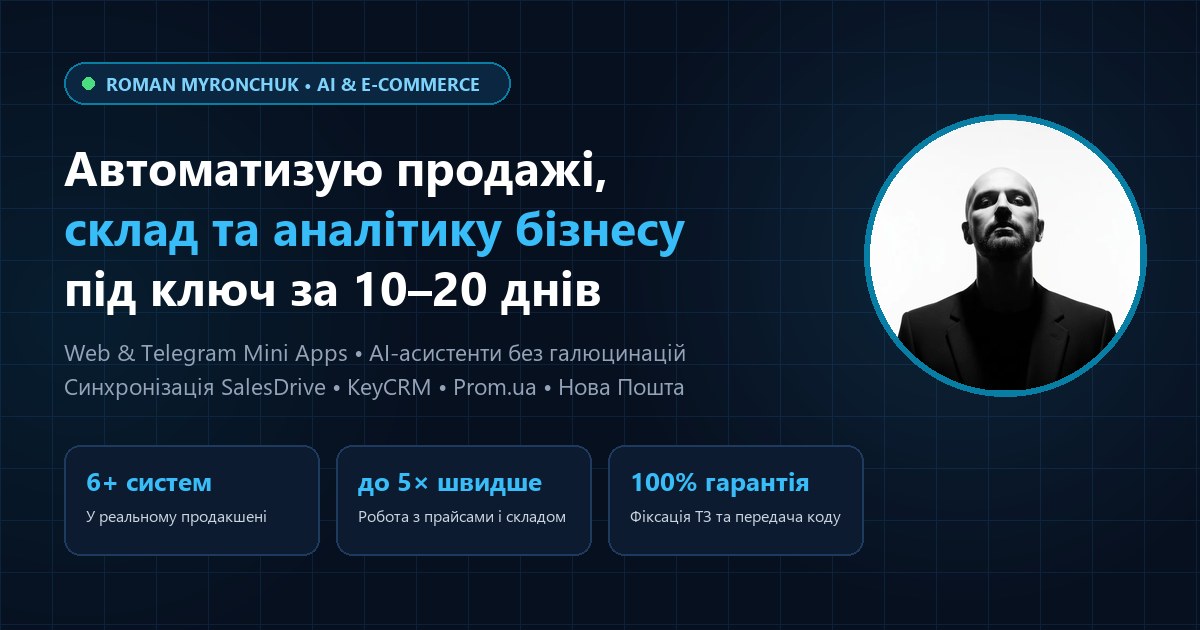 ROMAN MYRONCHUK • AI & E-COMMERCE
Автоматизую продажі,
склад та аналітику бізнесу
під ключ за 10–20 днів
Web & Telegram Mini Apps • AI-асистенти без галюцинацій
Синхронізація SalesDrive • KeyCRM • Prom.ua • Нова Пошта
6+ систем
У реальному продакшені
до 5× швидше
Робота з прайсами і складом
100% гарантія
Фіксація ТЗ та передача коду